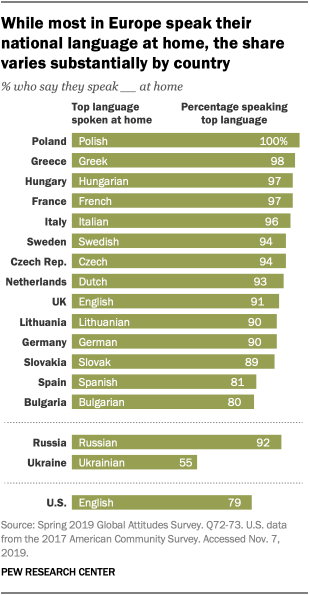 While most in Europe speak their
national language at home, the share
varies substantially by country
% who say they speak __ at home
Top language
spoken at home
Percentage speaking
top language
Poland Polish 100%
Greece Greek 98
Hungary Hungarian 97
France French 97
Italy Italian 96
Sweden Swedish 94
Czech Rep. Czech 94
Netherlands Dutch 93
UK English 91
Lithuania Lithuanian 90
Germany German 90
Slovakia Slovak 89
Spain Spanish 81
Bulgaria Bulgarian 80
Russia Russian 92
Ukraine Ukrainian 55
U.S. English 79
Source: Spring 2019 Global Attitudes Survey. Q72-73. U.S. data
from the 2017 American Community Survey. Accessed Nov. 7,
2019.
PEW RESEARCH CENTER